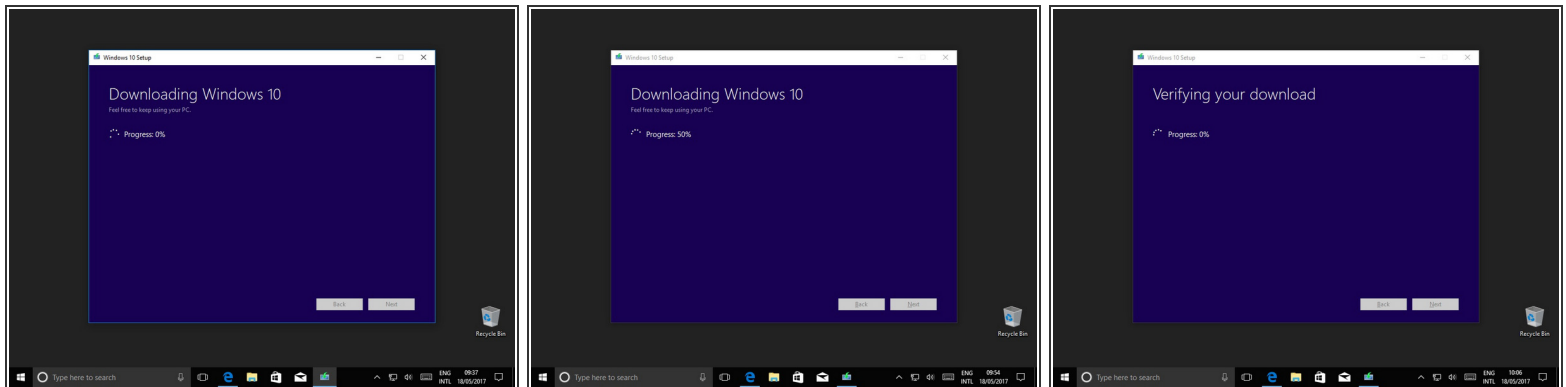 Windows 10 Setup
Downloading Windows 10
Feel free to keep using your PC.
Progress: 0%
Back Next
Recycle Bin
Type here to search
ENG 09:37
INTL 18/05/2017
Windows 10 Setup
Downloading Windows 10
Feel free to keep using your PC.
Progress: 50%
Back Next
Recycle Bin
Type here to search
ENG 09:54
INTL 18/05/2017
Windows 10 Setup
Verifying your download
Progress: 0%
Back Next
Recycle Bin
Type here to search
ENG 10:06
INTL 18/05/2017